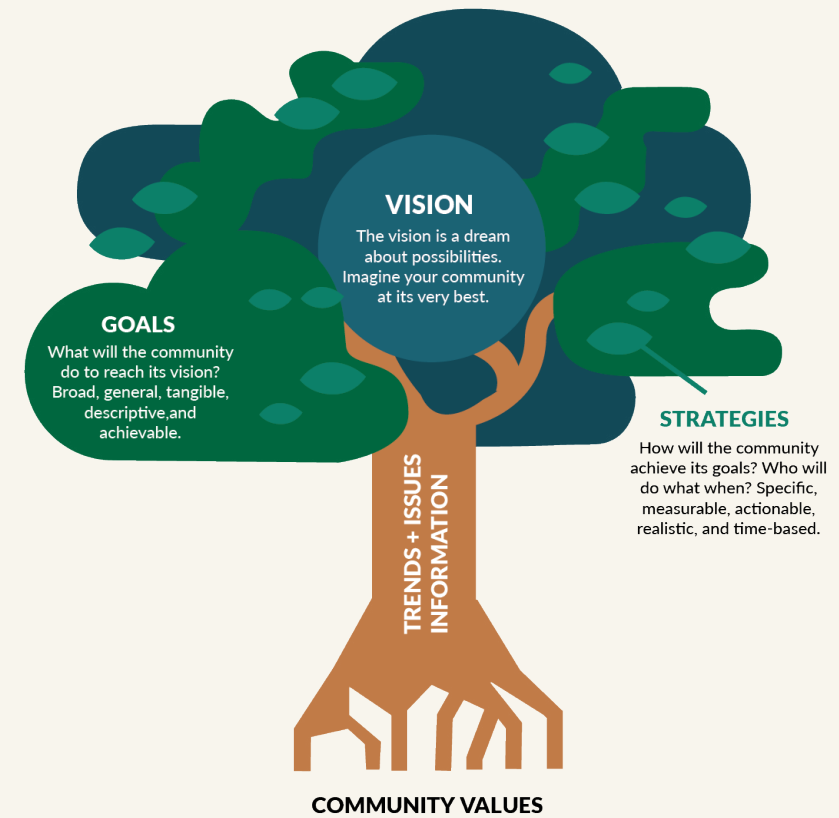 VISION
The vision is a dream
about possibilities.
Imagine your community
at its very best.
GOALS
What will the community
do to reach its vision?
Broad, general, tangible,
descriptive,and
achievable.
STRATEGIES
How will the community
achieve its goals? Who will
do what when? Specific,
measurable, actionable,
realistic, and time-based.
TRENDS + ISSUES
INFORMATION
COMMUNITY VALUES